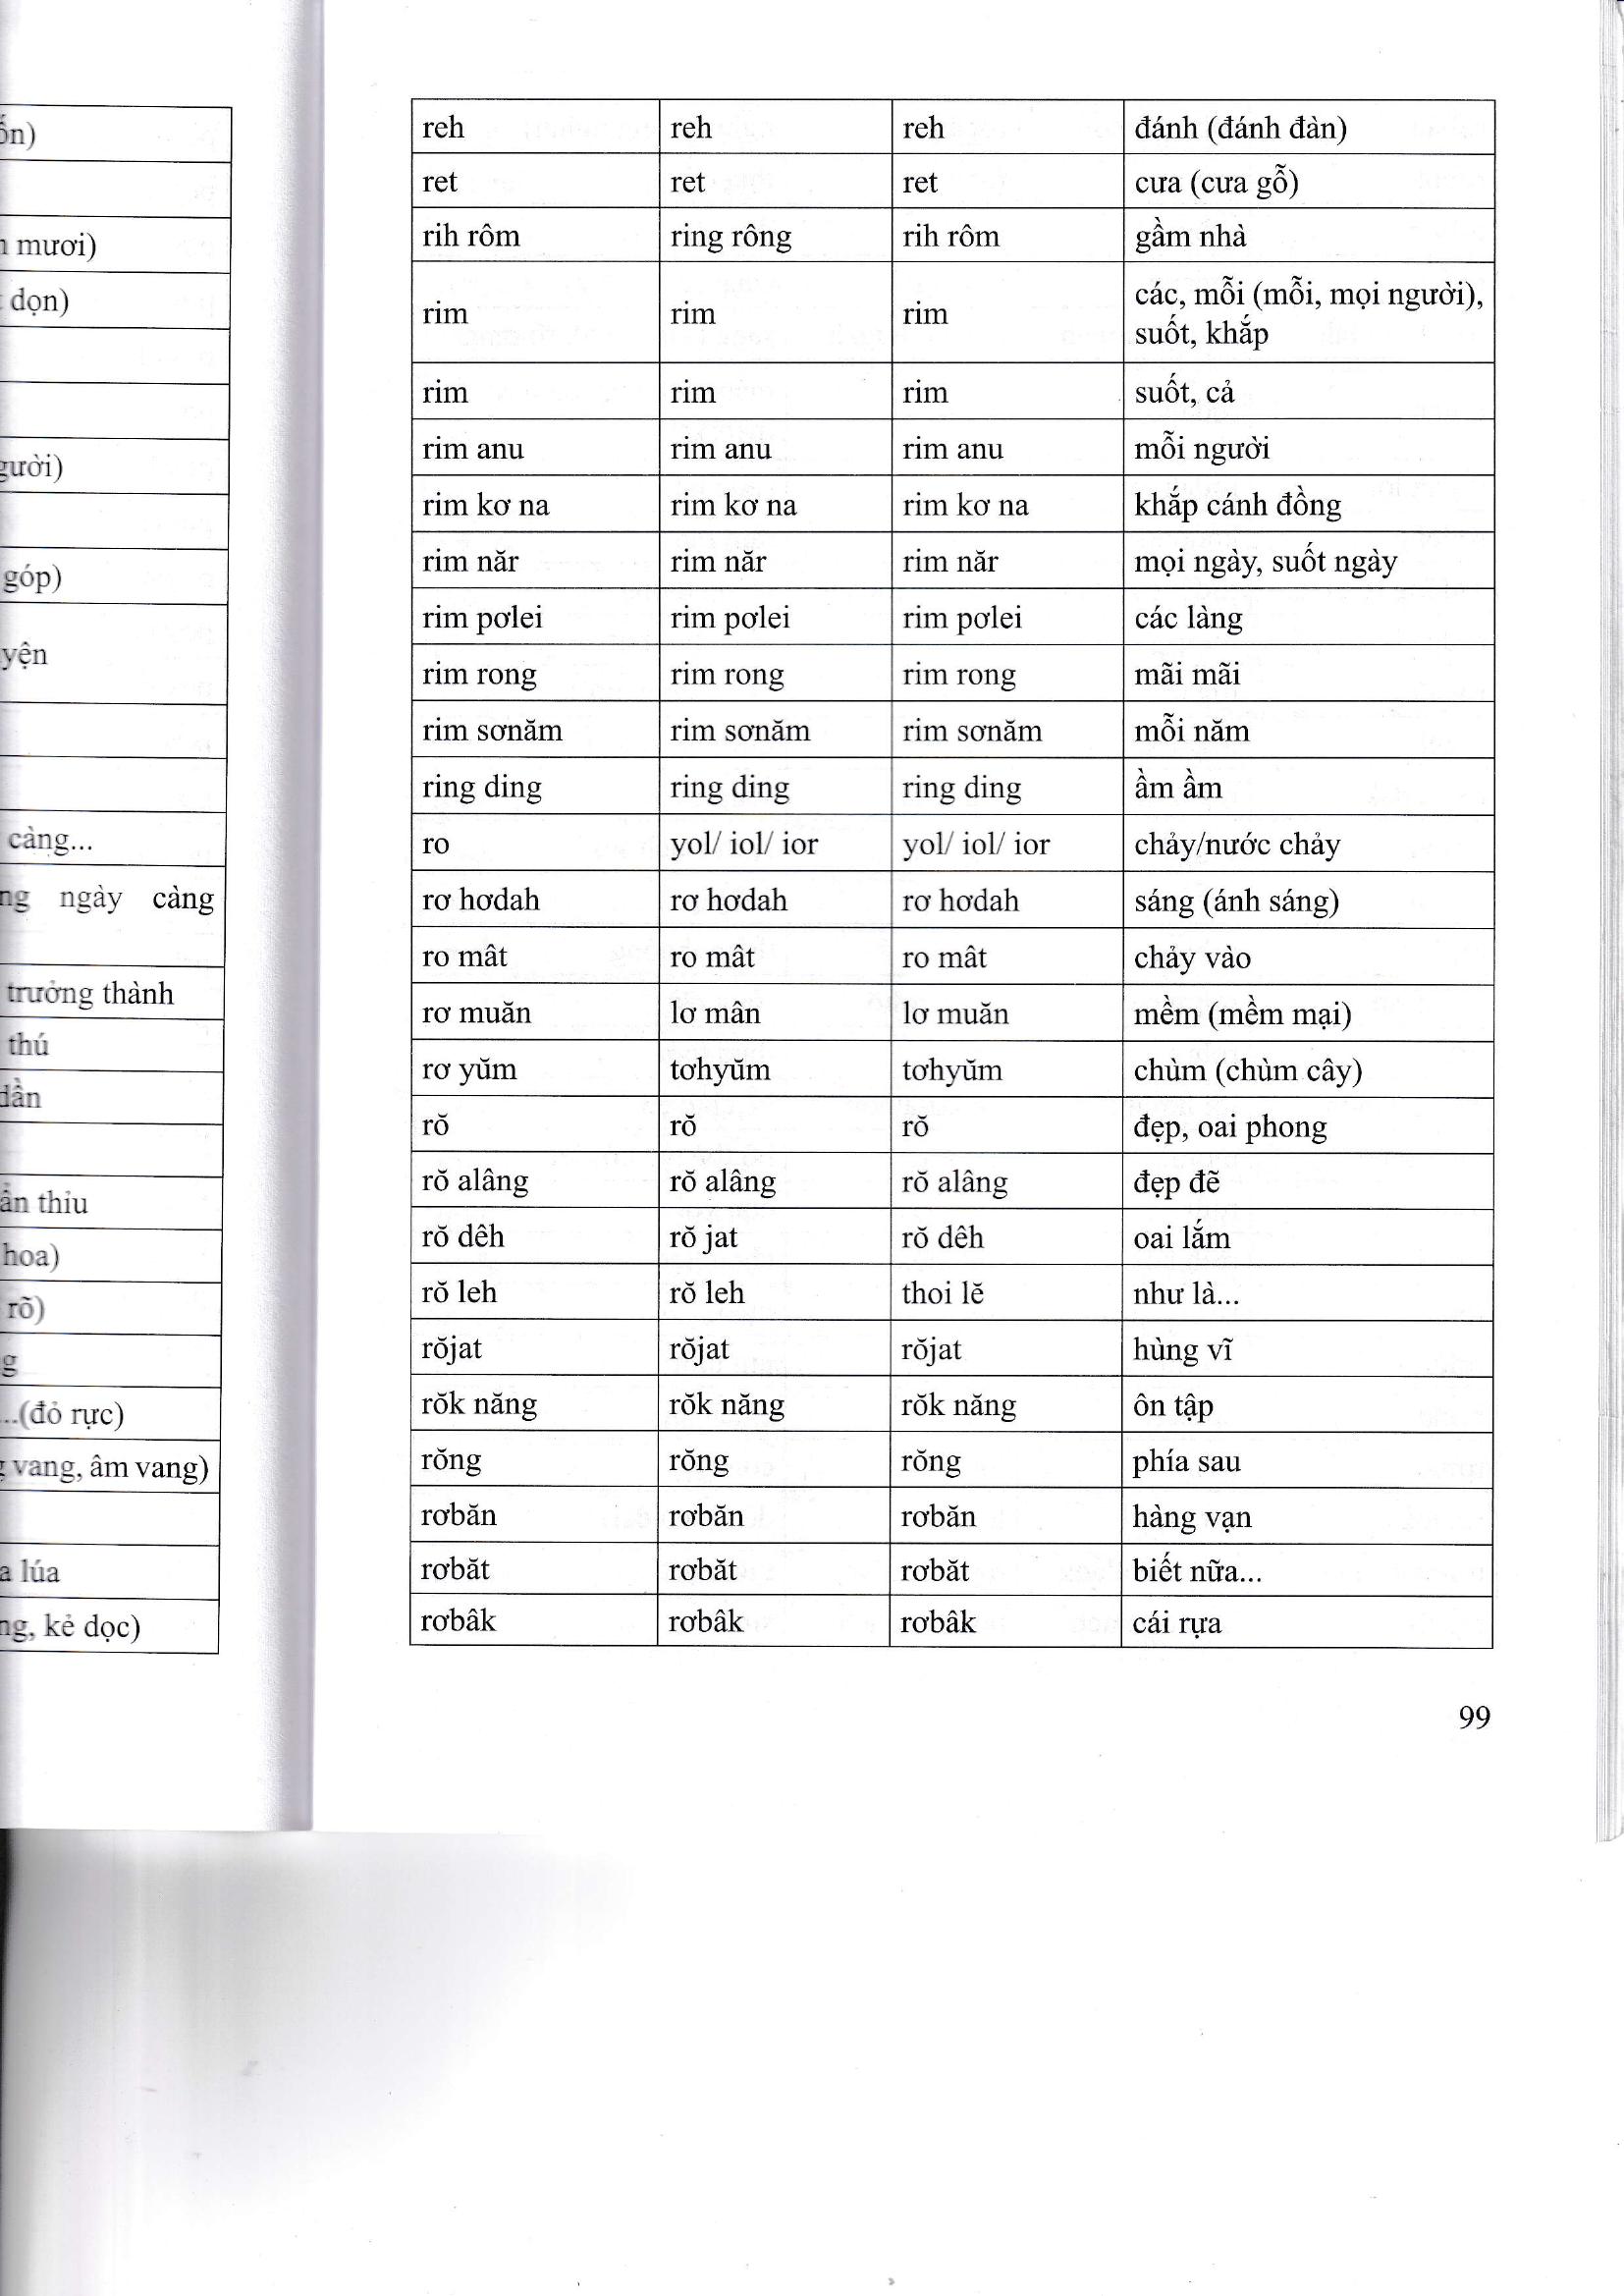 mươi)
dọn)
góp)
càng...
ngày càng
trưởng thành
thú
thỉu
hoa)
rõ)
(đỏ rực)
vang, âm vang)
lúa
kẻ dọc)
reh reh reh đánh (đánh đàn)
ret ret ret cưa (cưa gỗ)
rih rôm ring rông rih rôm gầm nhà
rim rim rim các, mỗi (mỗi, mọi người),
suốt, khắp
rim rim rim suốt, cả
rim anu rim anu rim anu mỗi người
rim kơ na rim kơ na rim kơ na khắp cánh đồng
rim năr rim năr rim năr mọi ngày, suốt ngày
rim pơlei rim pơlei rim pơlei các làng
rim rong rim rong rim rong mãi mãi
rim sơnăm rim sơnăm rim sơnăm mỗi năm
ring ding ring ding ring ding ầm ầm
ro yol/ iol/ ior yol/ iol/ ior chảy/nước chảy
rơ hơdah rơ hơdah rơ hơdah sáng (ánh sáng)
ro mât ro mât ro mât chảy vào
rơ muăn lơ mân lơ muăn mềm (mềm mại)
rơ yŭm tơhyŭm tơhyŭm chùm (chùm cây)
rŏ rŏ rŏ đẹp, oai phong
rŏ alâng rŏ alâng rŏ alâng đẹp đẽ
rŏ dêh rŏ jat rŏ dêh oai lắm
rŏ leh rŏ leh thoi lĕ như là...
rŏjat rŏjat rŏjat hùng vĩ
rŏk năng rŏk năng rŏk năng ôn tập
rŏng rŏng rŏng phía sau
rơbăn rơbăn rơbăn hàng vạn
rơbăt rơbăt rơbăt biết nữa...
rơbâk rơbâk rơbâk cái rựa
99